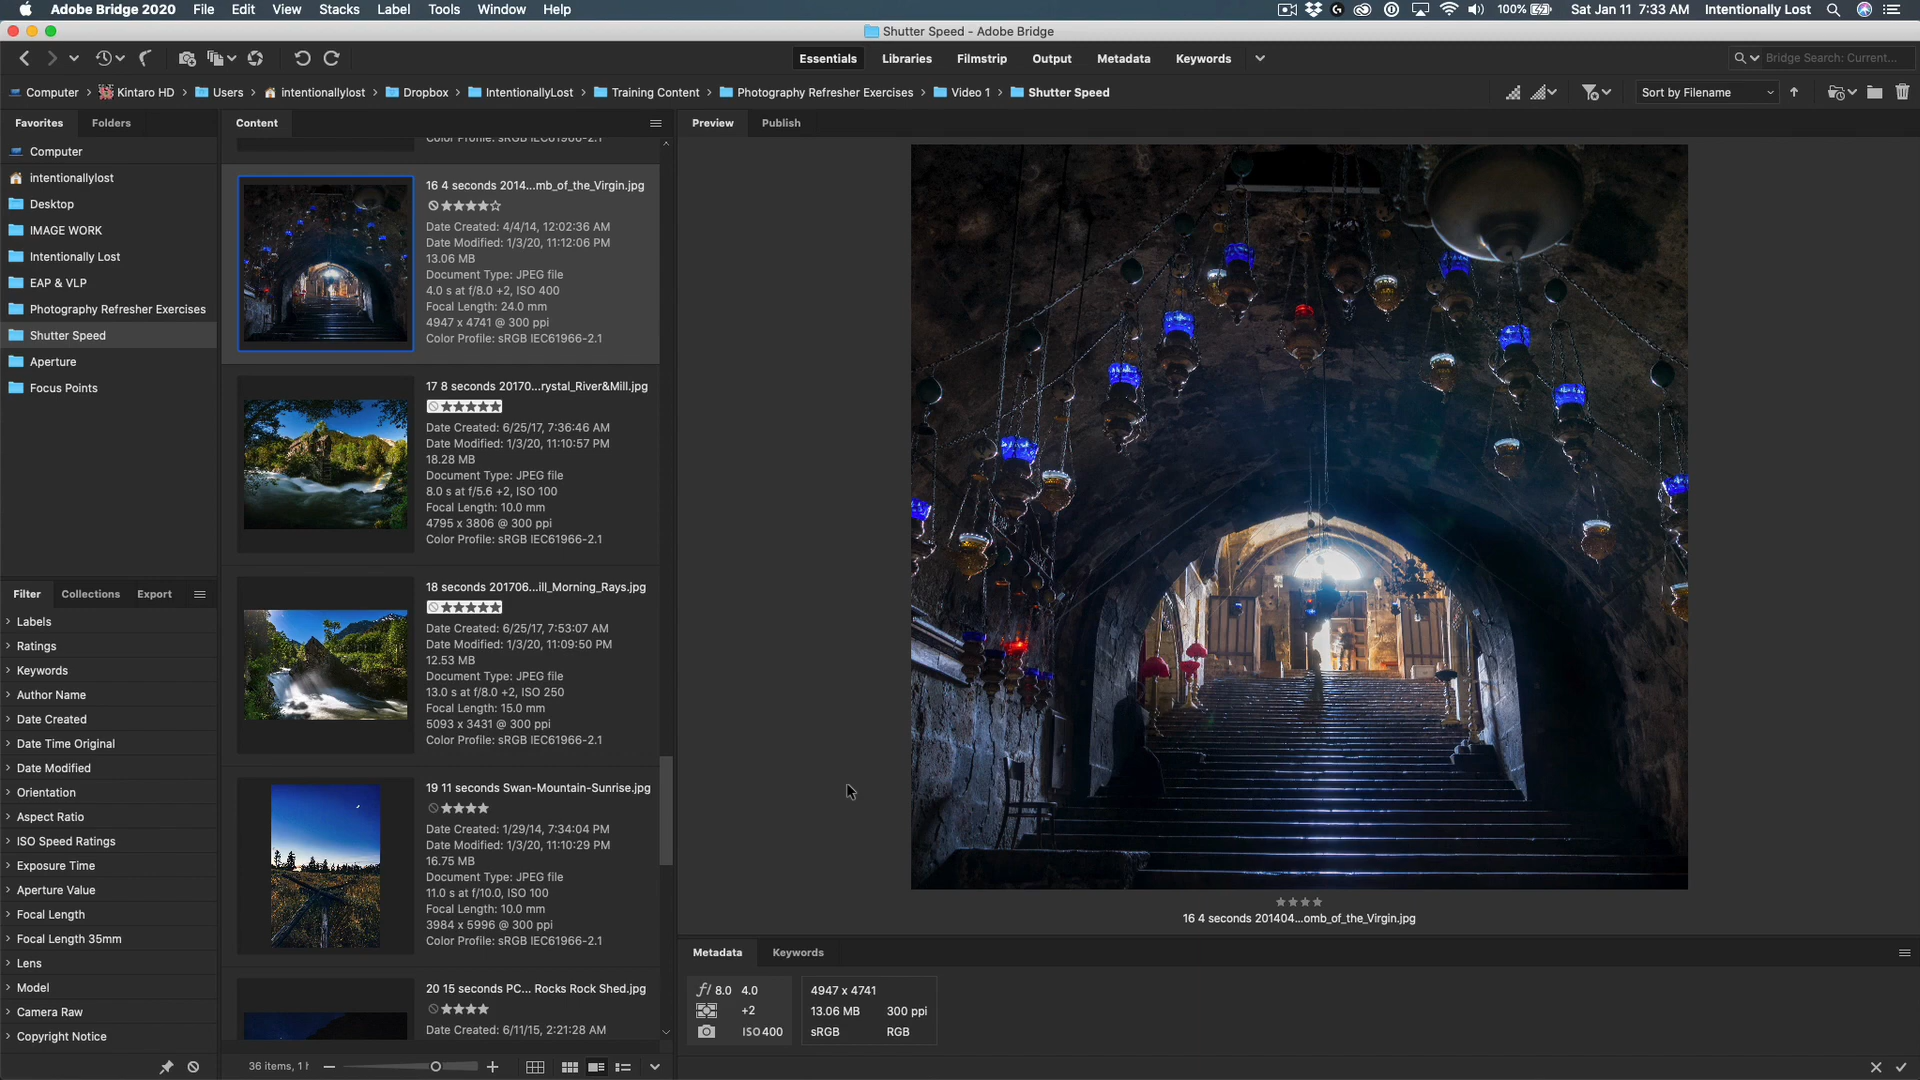 Adobe Bridge 2020 File Edit View Stacks Label Tools Window Help 100% Sat Jan 11 7:33 AM Intentionally Lost
Shutter Speed - Adobe Bridge
Essentials Libraries Filmstrip Output Metadata Keywords Bridge Search: Current...
Computer Kintaro HD Users intentionallylost Dropbox IntentionallyLost Training Content Photography Refresher Exercises Video 1 Shutter Speed Sort by Filename
Favorites Folders
Computer
intentionallylost
Desktop
IMAGE WORK
Intentionally Lost
EAP & VLP
Photography Refresher Exercises
Shutter Speed
Aperture
Focus Points
Filter Collections Export
Labels
Ratings
Keywords
Author Name
Date Created
Date Time Original
Date Modified
Orientation
Aspect Ratio
ISO Speed Ratings
Exposure Time
Aperture Value
Focal Length
Focal Length 35mm
Lens
Model
Camera Raw
Copyright Notice
Content
Color Profile: sRGB IEC61966-2.1
16 4 seconds 2014...mb_of_the_Virgin.jpg
Date Created: 4/4/14, 12:02:36 AM
Date Modified: 1/3/20, 11:12:06 PM
13.06 MB
Document Type: JPEG file
4.0 s at f/8.0 +2, ISO 400
Focal Length: 24.0 mm
4947 x 4741 @ 300 ppi
Color Profile: sRGB IEC61966-2.1
17 8 seconds 20170...rystal_River&Mill.jpg
Date Created: 6/25/17, 7:36:46 AM
Date Modified: 1/3/20, 11:10:57 PM
18.28 MB
Document Type: JPEG file
8.0 s at f/5.6 +2, ISO 100
Focal Length: 10.0 mm
4795 x 3806 @ 300 ppi
Color Profile: sRGB IEC61966-2.1
18 seconds 201706...ill_Morning_Rays.jpg
Date Created: 6/25/17, 7:53:07 AM
Date Modified: 1/3/20, 11:09:50 PM
12.53 MB
Document Type: JPEG file
13.0 s at f/8.0 +2, ISO 250
Focal Length: 15.0 mm
5093 x 3431 @ 300 ppi
Color Profile: sRGB IEC61966-2.1
19 11 seconds Swan-Mountain-Sunrise.jpg
Date Created: 1/29/14, 7:34:04 PM
Date Modified: 1/3/20, 11:10:29 PM
16.75 MB
Document Type: JPEG file
11.0 s at f/10.0, ISO 100
Focal Length: 10.0 mm
3984 x 5996 @ 300 ppi
Color Profile: sRGB IEC61966-2.1
20 15 seconds PC... Rocks Rock Shed.jpg
Date Created: 6/11/15, 2:21:28 AM
36 items, 1
Preview Publish
16 4 seconds 201404...omb_of_the_Virgin.jpg
Metadata Keywords
f/ 8.0 4.0
+2
ISO400
4947 x 4741
13.06 MB 300 ppi
sRGB RGB